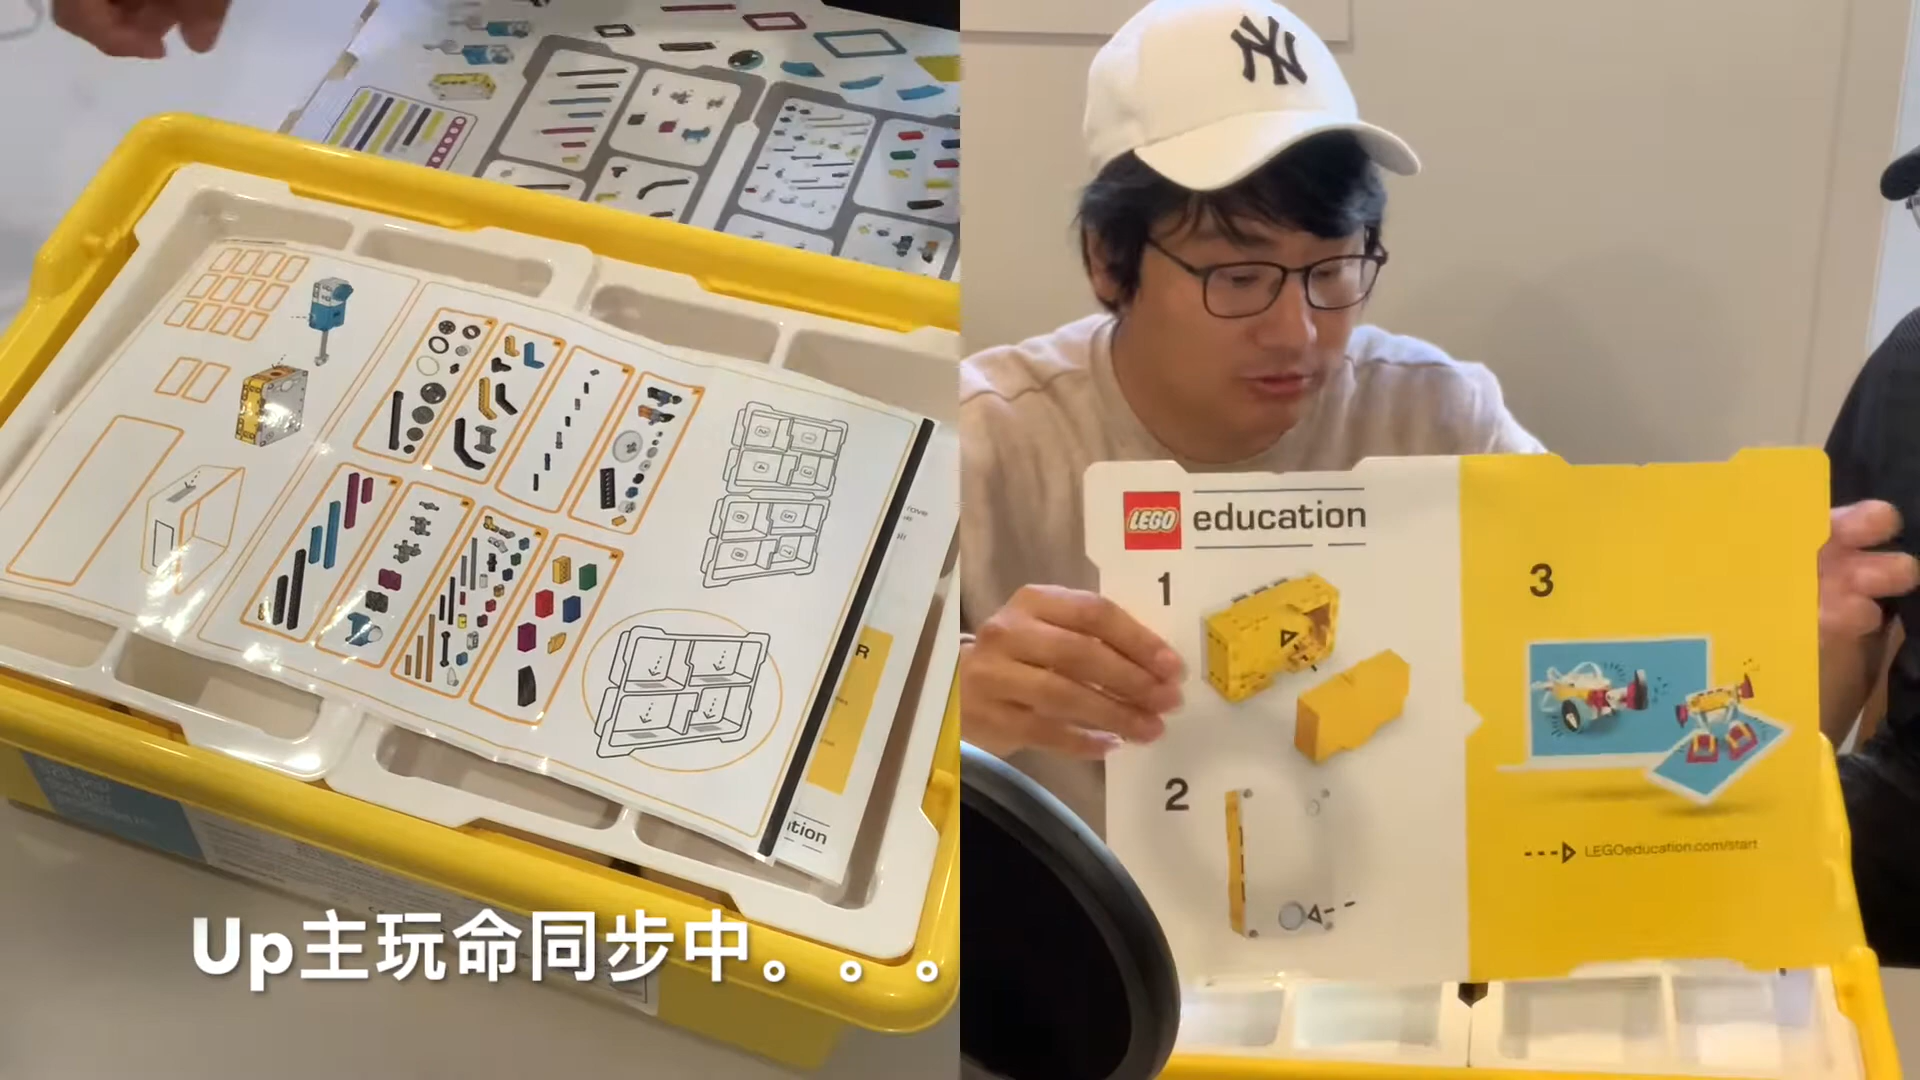 Up主玩命同步中。。。
NY
LEGO education
1
2
3
LEGOeducation.com/start